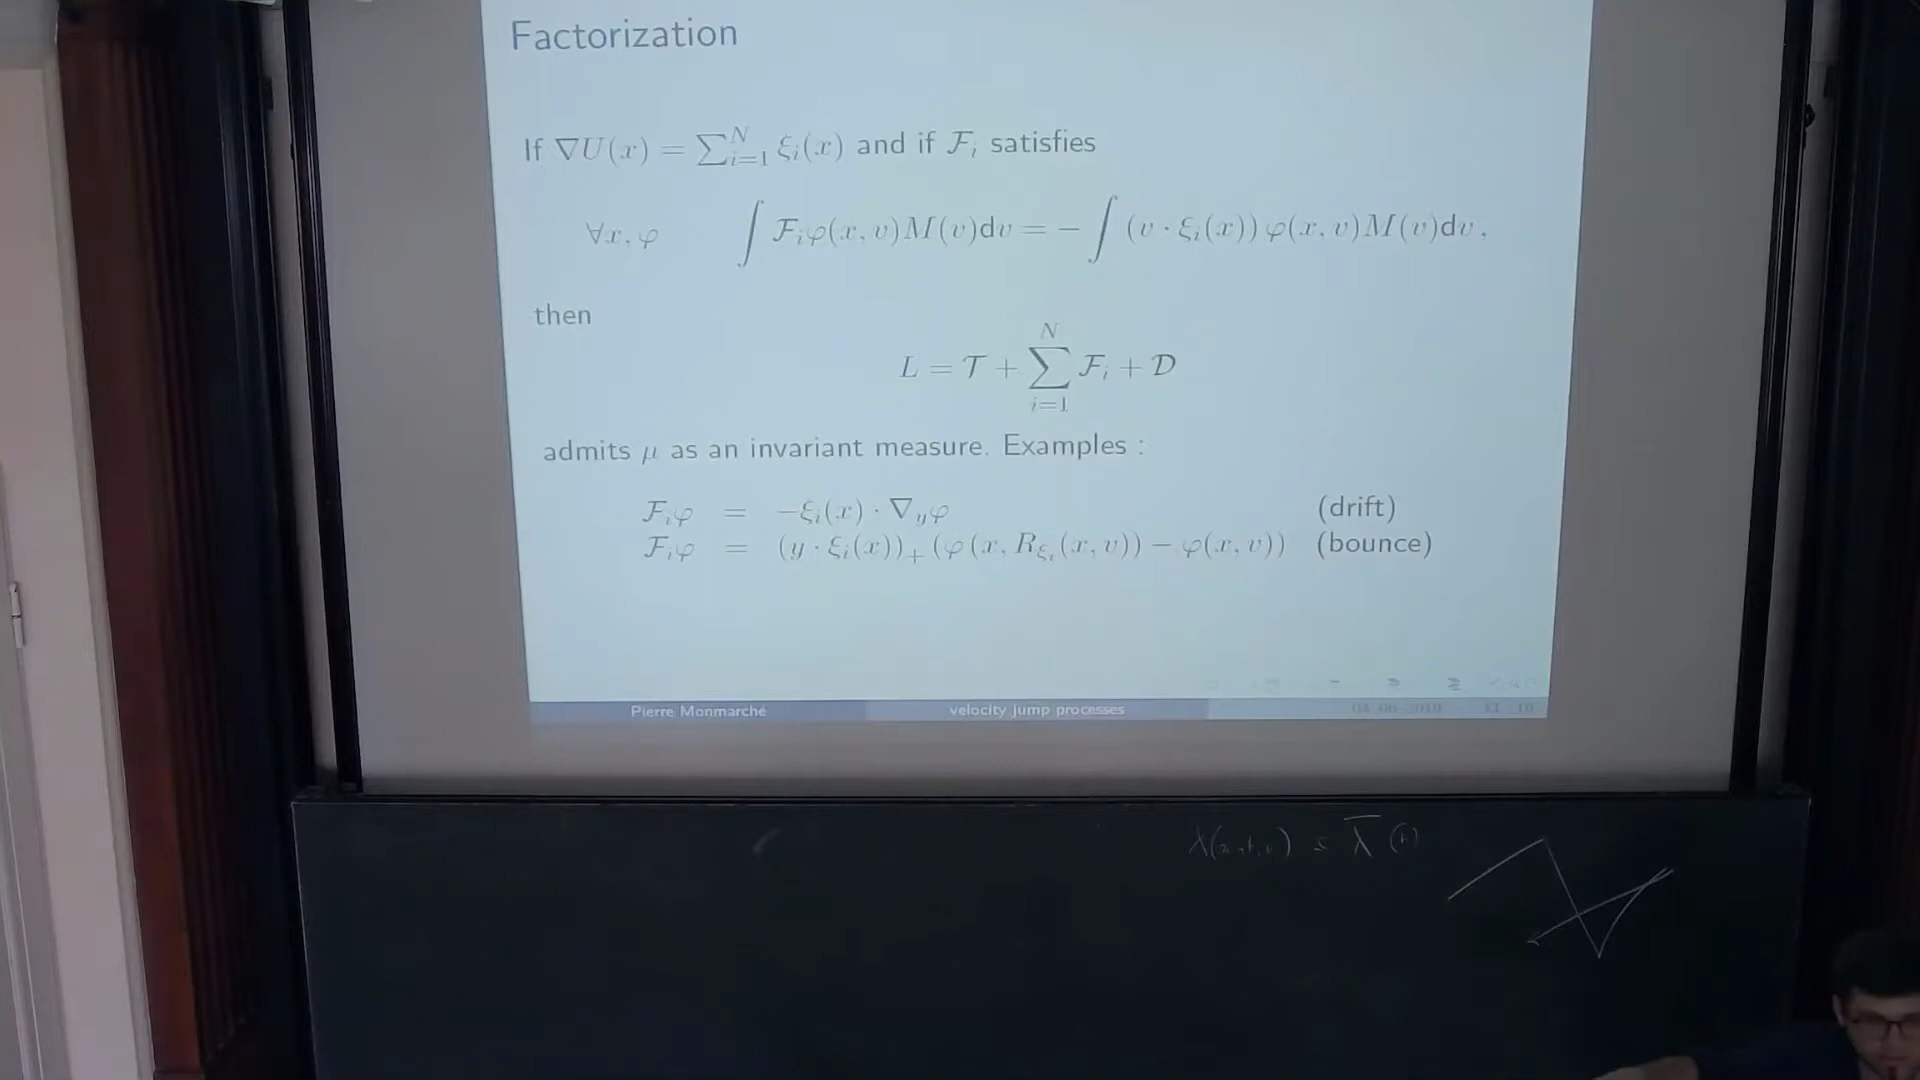 Factorization
If ∇U(x) = ∑_{i=1}^{N} ξ_i(x) and if F_i satisfies
∀x, φ ∫ F_iφ(x, v)M(v)dv = − ∫ (v · ξ_i(x)) φ(x, v)M(v)dv ,
then
L = T + ∑_{i=1}^{N} F_i + D
admits μ as an invariant measure. Examples :
F_iφ = −ξ_i(x) · ∇_yφ (drift)
F_iφ = (y · ξ_i(x))_+ (φ (x, R_{ξ_i}(x, v)) − φ(x, v)) (bounce)
Pierre Monmarché velocity jump processes